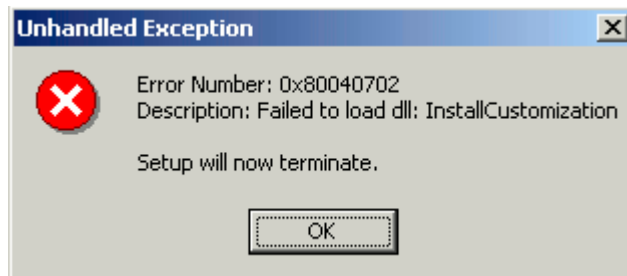 Unhandled Exception
Error Number: 0x80040702
Description: Failed to load dll: InstallCustomization
Setup will now terminate.
OK